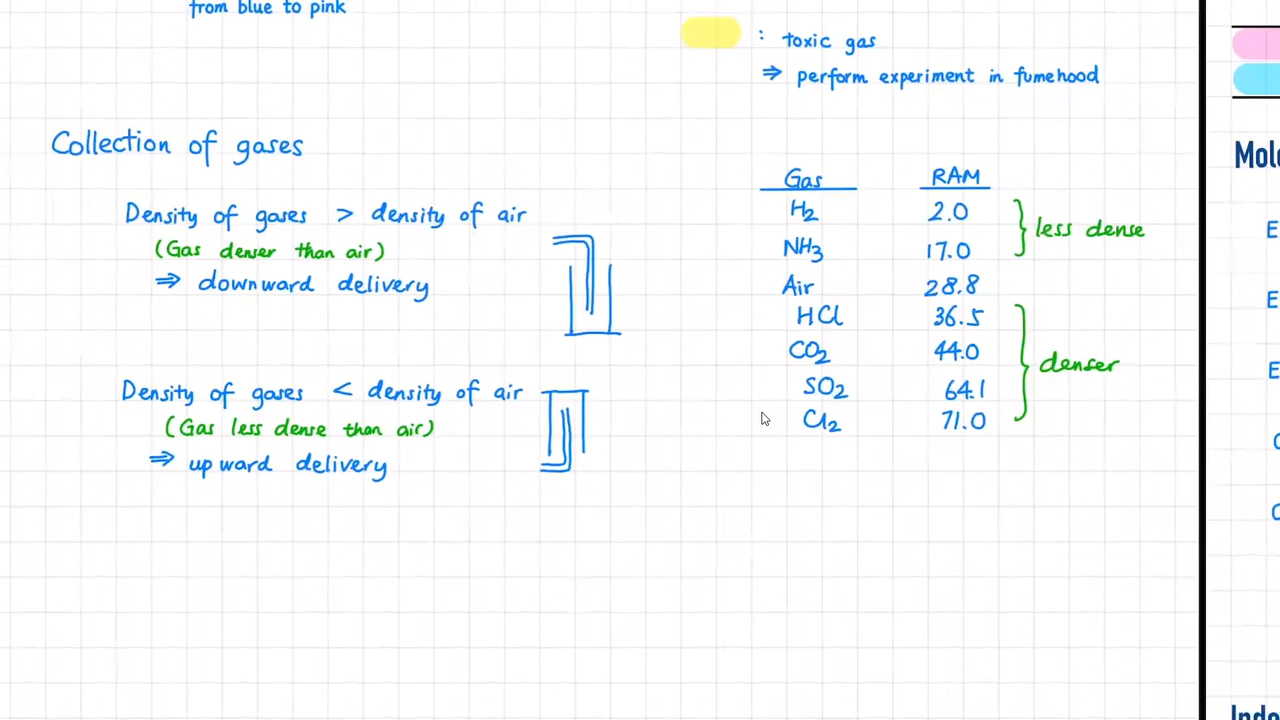 from blue to pink
: toxic gas
⇒ perform experiment in fumehood
Collection of gases
Density of gases > density of air
(Gas denser than air)
⇒ downward delivery
Density of gases < density of air
(Gas less dense than air)
⇒ upward delivery
Gas RAM
H₂ 2.0
NH₃ 17.0
less dense
Air 28.8
HCl 36.5
CO₂ 44.0
denser
SO₂ 64.1
Cl₂ 71.0